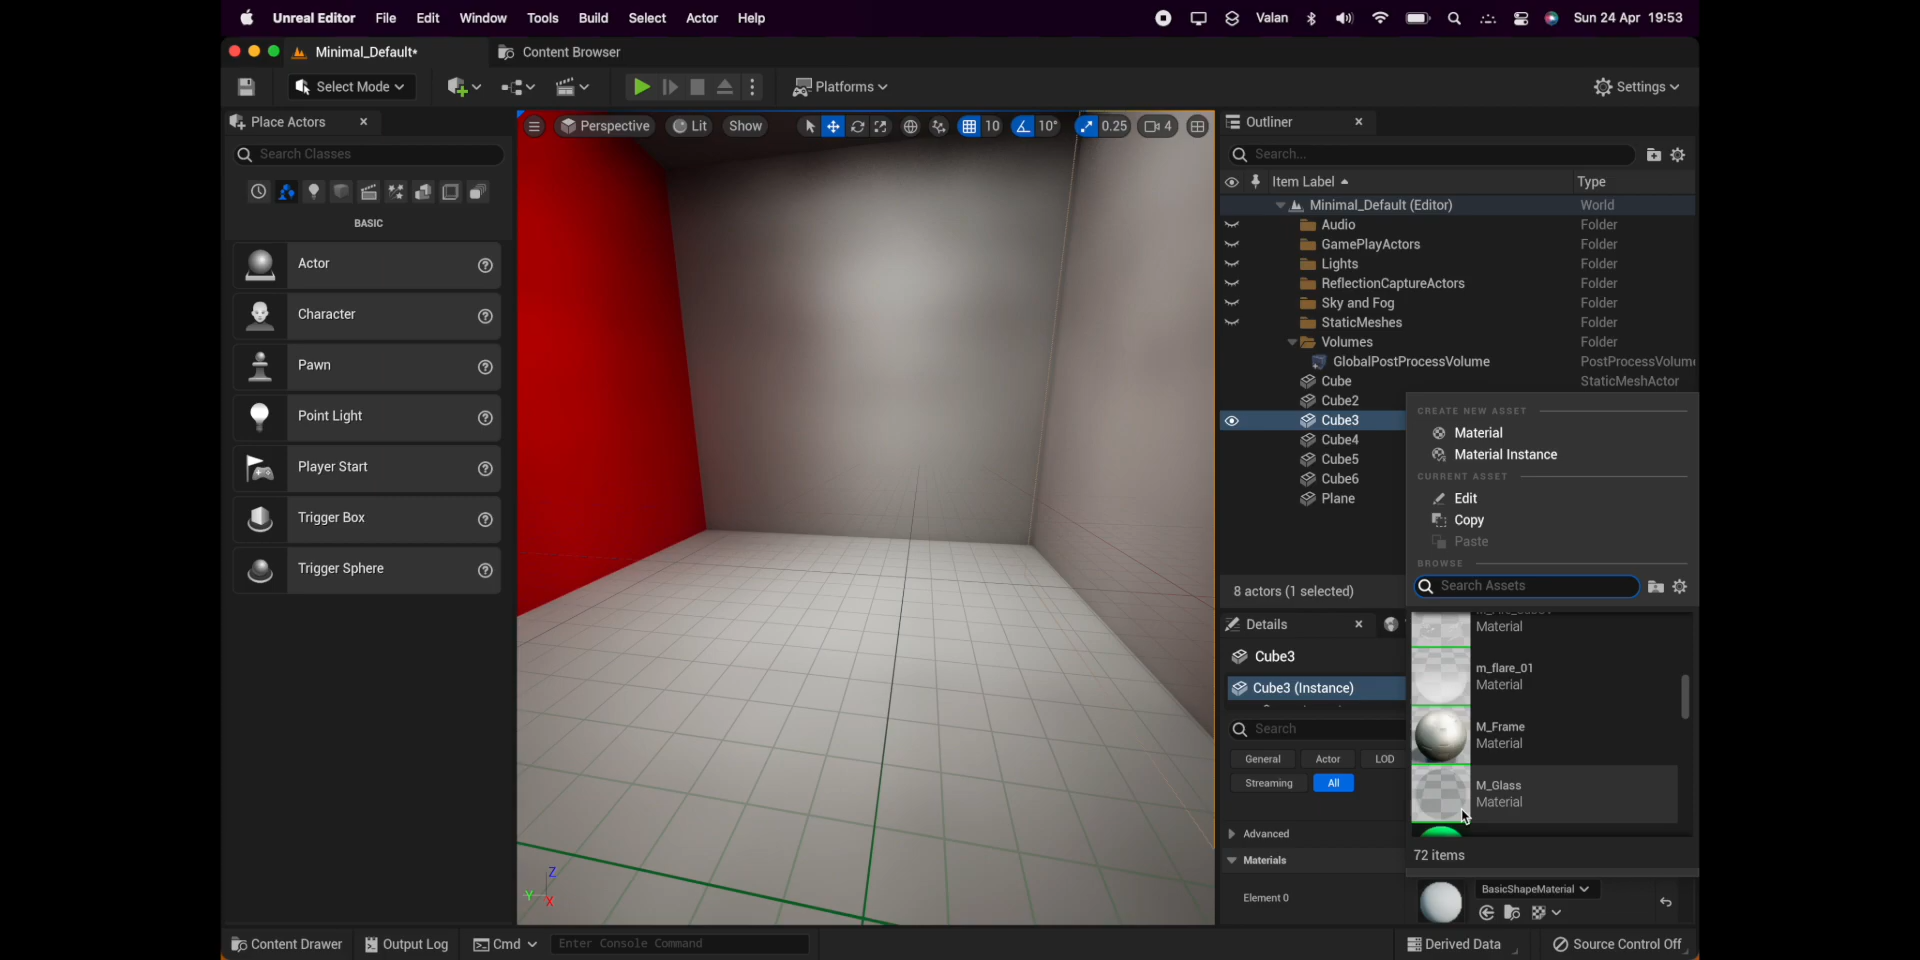 Unreal Editor File Edit Window Tools Build Select Actor Help Valan Sun 24 Apr 19:53
Minimal_Default* Content Browser
Select Mode Platforms Settings
Place Actors
Search Classes
BASIC
Actor
Character
Pawn
Point Light
Player Start
Trigger Box
Trigger Sphere
Perspective Lit Show 10 10° 0.25 4
Z
Y
X
Outliner
Search...
Item Label Type
Minimal_Default (Editor) World
Audio Folder
GamePlayActors Folder
Lights Folder
ReflectionCaptureActors Folder
Sky and Fog Folder
StaticMeshes Folder
Volumes Folder
GlobalPostProcessVolume PostProcessVolume
Cube StaticMeshActor
Cube2
Cube3
Cube4
Cube5
Cube6
Plane
8 actors (1 selected)
Details
Cube3
Cube3 (Instance)
Search
General Actor LOD
Streaming All
Advanced
Materials
Element 0
CREATE NEW ASSET
Material
Material Instance
CURRENT ASSET
Edit
Copy
Paste
BROWSE
Search Assets
Material
m_flare_01
Material
M_Frame
Material
M_Glass
Material
72 items
BasicShapeMaterial
Content Drawer Output Log Cmd Enter Console Command Derived Data Source Control Off